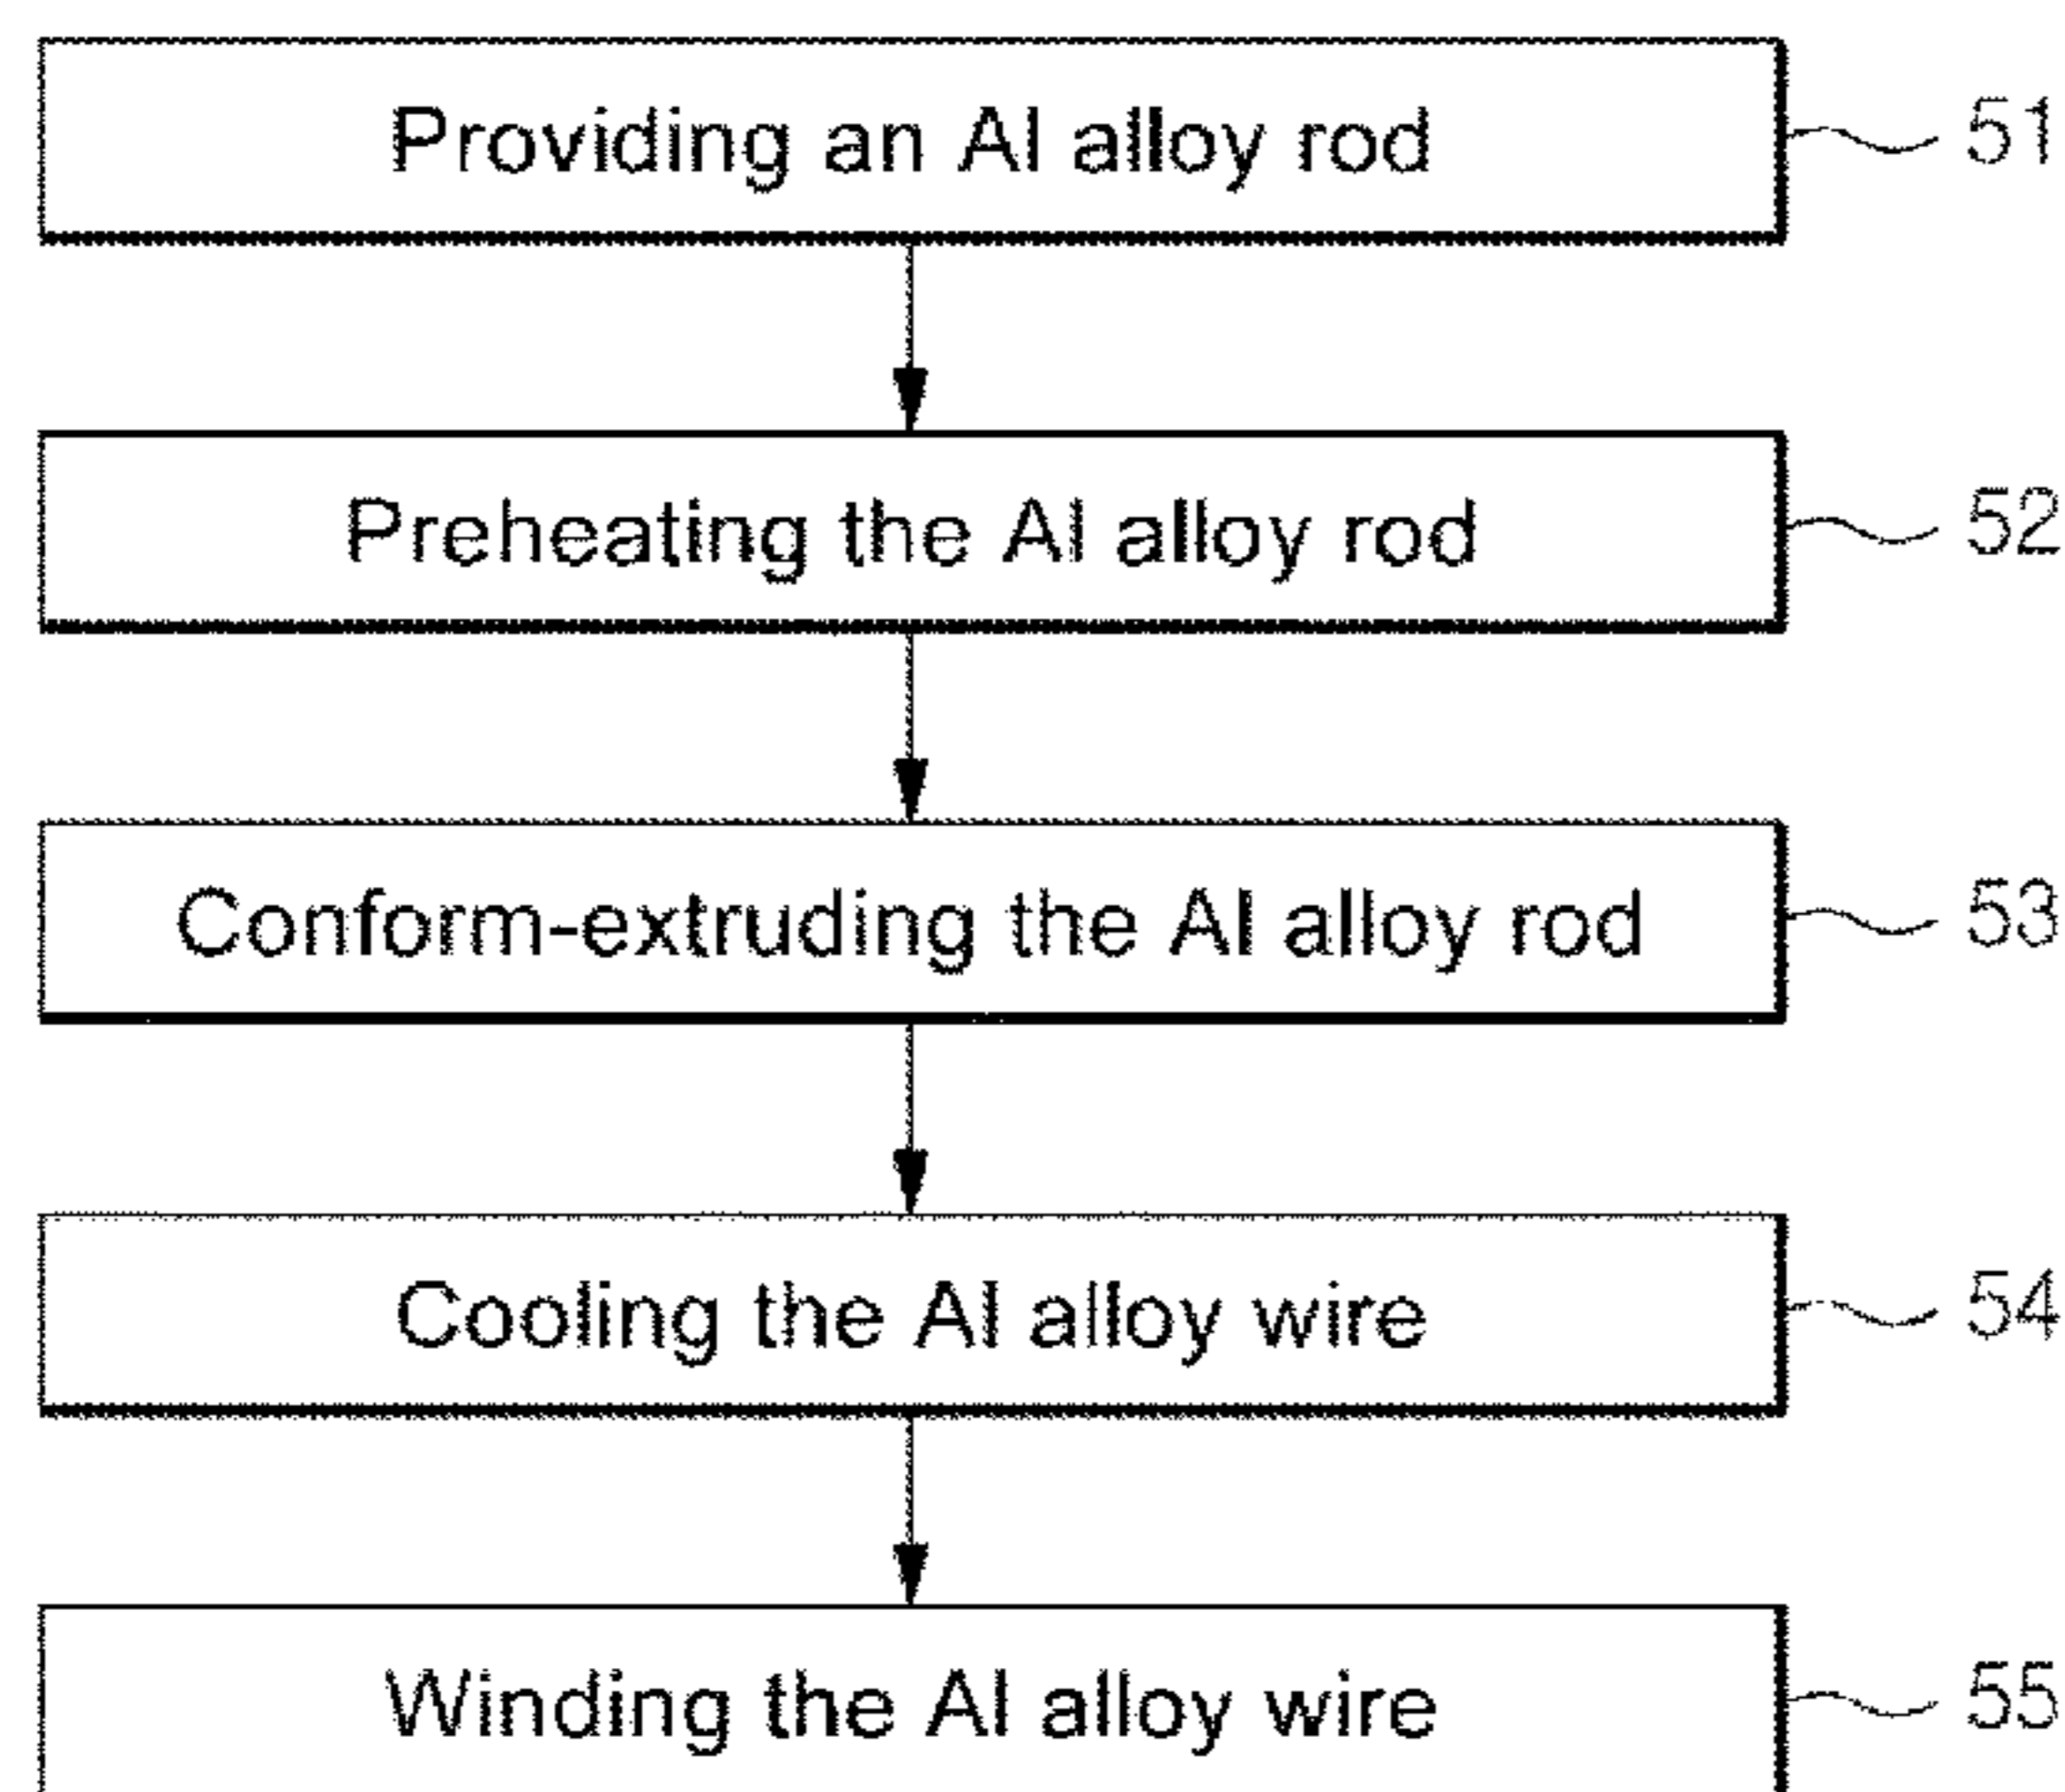 Providing an Al alloy rod 51
Preheating the Al alloy rod 52
Conform-extruding the Al alloy rod 53
Cooling the Al alloy wire 54
Winding the Al alloy wire 55